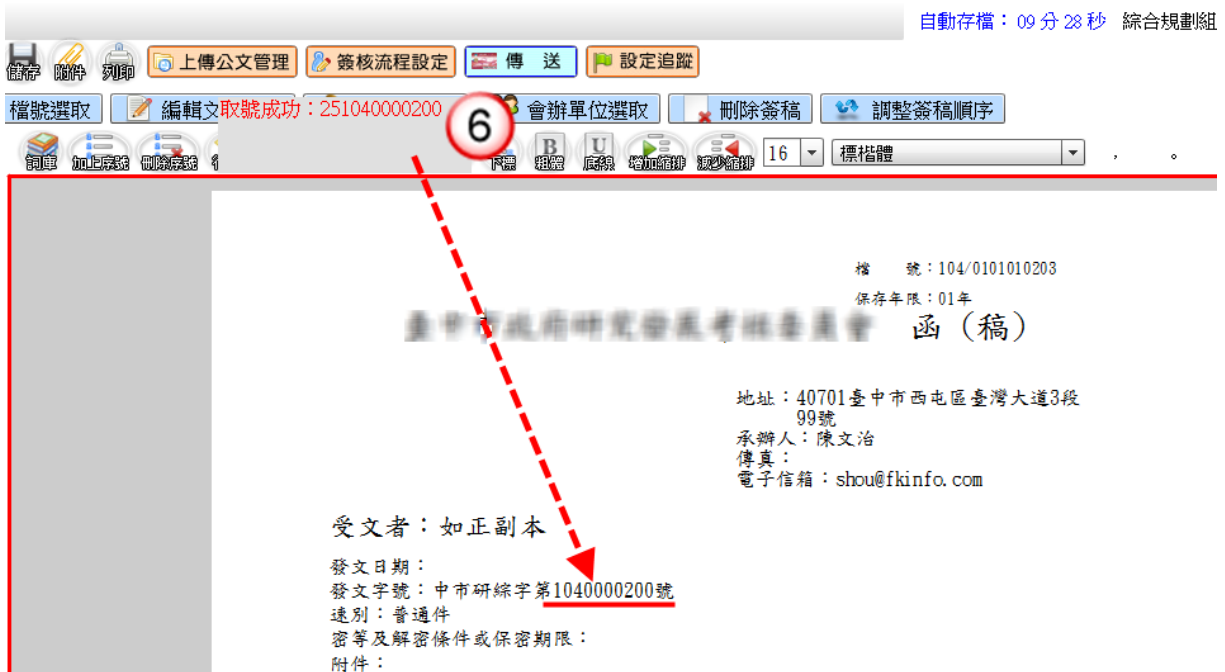 自動存檔：09 分 28 秒 綜合規劃組
儲存 附件 列印 上傳公文管理 簽核流程設定 傳 送 設定追蹤
檔號選取 編輯文 取號成功：251040000200 會辦單位選取 刪除簽稿 調整簽稿順序
6
詞庫 加上序號 刪除序號 下標 B 粗體 U 底線 增加縮排 減少縮排 16 標楷體 ， 。
檔 號：104/0101010203
保存年限：01年
函（稿）
地址：40701臺中市西屯區臺灣大道3段
99號
承辦人：陳文治
傳真：
電子信箱：shou@fkinfo.com
受文者：如正副本
發文日期：
發文字號：中市研綜字第1040000200號
速別：普通件
密等及解密條件或保密期限：
附件：